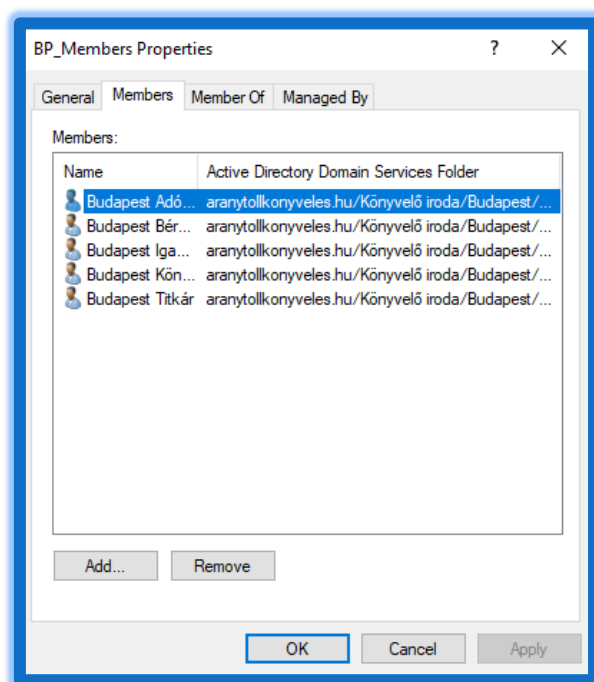 BP_Members Properties ? X
General Members Member Of Managed By
Members:
Name Active Directory Domain Services Folder
Budapest Adó... aranytollkonyveles.hu/Könyvelő iroda/Budapest/...
Budapest Bér... aranytollkonyveles.hu/Könyvelő iroda/Budapest/...
Budapest Iga... aranytollkonyveles.hu/Könyvelő iroda/Budapest/...
Budapest Kön... aranytollkonyveles.hu/Könyvelő iroda/Budapest/...
Budapest Titkár aranytollkonyveles.hu/Könyvelő iroda/Budapest/...
Add... Remove
OK Cancel Apply